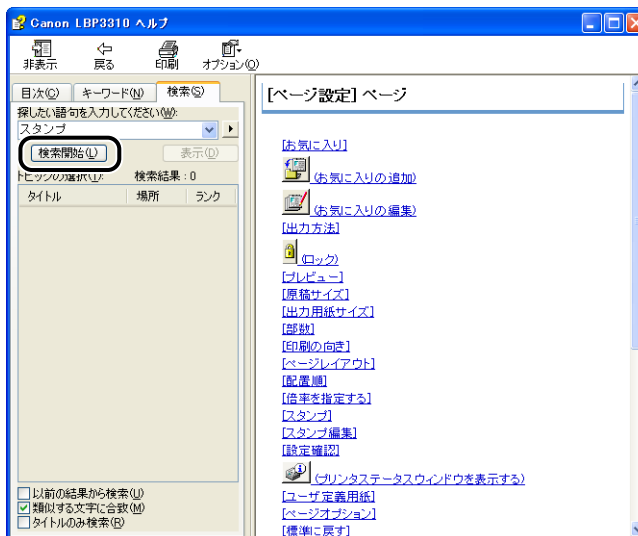 Canon LBP3310 ヘルプ
非表示 戻る 印刷 オプション(O)
目次(C) キーワード(N) 検索(S)
探したい語句を入力してください(W):
スタンプ
検索開始(L) 表示(D)
トピックの選択(T): 検索結果:0
タイトル 場所 ランク
以前の結果から検索(U)
類似する文字に合致(M)
タイトルのみ検索(R)
[ページ設定] ページ
[お気に入り]
(お気に入りの追加)
(お気に入りの編集)
[出力方法]
(ロック)
[プレビュー]
[原稿サイズ]
[出力用紙サイズ]
[部数]
[印刷の向き]
[ページレイアウト]
[配置順]
[倍率を指定する]
[スタンプ]
[スタンプ編集]
[設定確認]
(プリンタステータスウィンドウを表示する)
[ユーザ定義用紙]
[ページオプション]
[標準に戻す]